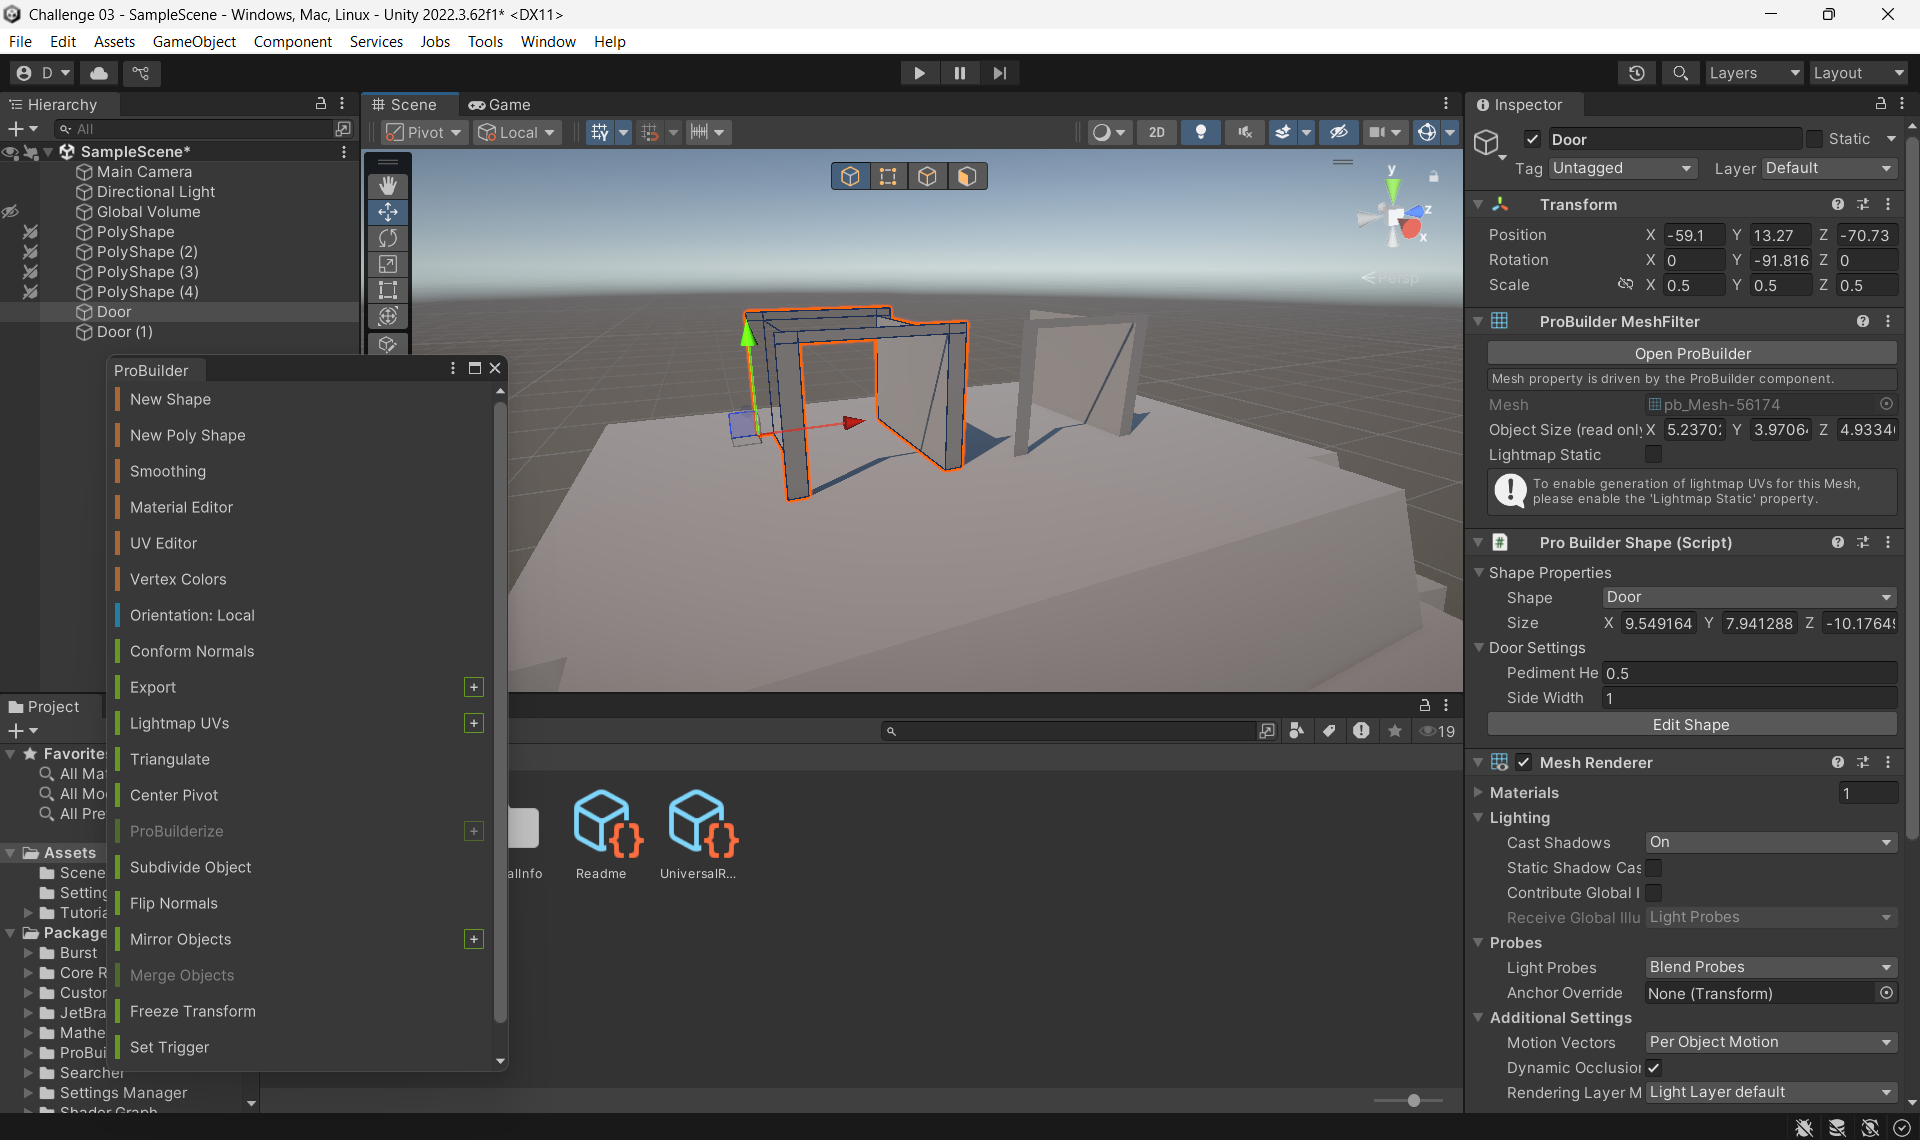 Challenge 03 - SampleScene - Windows, Mac, Linux - Unity 2022.3.62f1* <DX11>
File Edit Assets GameObject Component Services Jobs Tools Window Help
D Layers Layout
Hierarchy
All
SampleScene*
Main Camera
Directional Light
Global Volume
PolyShape
PolyShape (2)
PolyShape (3)
PolyShape (4)
Door
Door (1)
Scene Game
Pivot Local 2D
y
z
x
Persp
ProBuilder
New Shape
New Poly Shape
Smoothing
Material Editor
UV Editor
Vertex Colors
Orientation: Local
Conform Normals
Export +
Lightmap UVs +
Triangulate
Center Pivot
ProBuilderize +
Subdivide Object
Flip Normals
Mirror Objects +
Merge Objects
Freeze Transform
Set Trigger
Project
19
Favorite
All Ma
All Mo
All Pre
Assets
Scene
Setting
Tutoria
Package
Burst
Core R
Custor
JetBra
Mathe
ProBui
Searcher
Settings Manager
Shader Graph
alInfo
Readme
UniversalR...
Inspector
Door Static
Tag Untagged Layer Default
Transform
Position X -59.1 Y 13.27 Z -70.73
Rotation X 0 Y -91.816 Z 0
Scale X 0.5 Y 0.5 Z 0.5
ProBuilder MeshFilter
Open ProBuilder
Mesh property is driven by the ProBuilder component.
Mesh pb_Mesh-56174
Object Size (read only X 5.2370 Y 3.9706 Z 4.9334
Lightmap Static
To enable generation of lightmap UVs for this Mesh,
please enable the 'Lightmap Static' property.
Pro Builder Shape (Script)
Shape Properties
Shape Door
Size X 9.549164 Y 7.941288 Z -10.1764
Door Settings
Pediment He 0.5
Side Width 1
Edit Shape
Mesh Renderer
Materials 1
Lighting
Cast Shadows On
Static Shadow Cas
Contribute Global I
Receive Global Illu Light Probes
Probes
Light Probes Blend Probes
Anchor Override None (Transform)
Additional Settings
Motion Vectors Per Object Motion
Dynamic Occlusion
Rendering Layer M Light Layer default